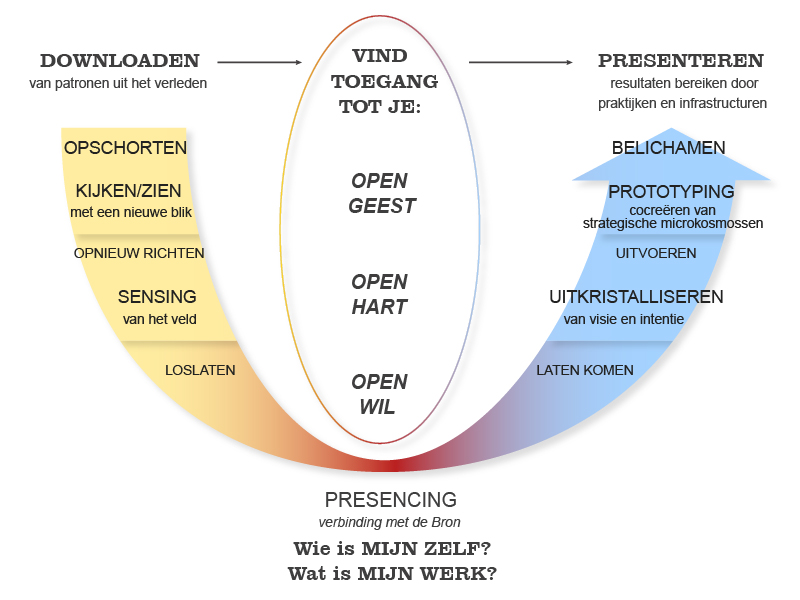 DOWNLOADEN
van patronen uit het verleden
OPSCHORTEN
KIJKEN/ZIEN
met een nieuwe blik
OPNIEUW RICHTEN
SENSING
van het veld
LOSLATEN
VIND
TOEGANG
TOT JE:
OPEN
GEEST
OPEN
HART
OPEN
WIL
PRESENTEREN
resultaten bereiken door
praktijken en infrastructuren
BELICHAMEN
PROTOTYPING
cocreëren van
strategische microkosmossen
UITVOEREN
UITKRISTALLISEREN
van visie en intentie
LATEN KOMEN
PRESENCING
verbinding met de Bron
Wie is MIJN ZELF?
Wat is MIJN WERK?